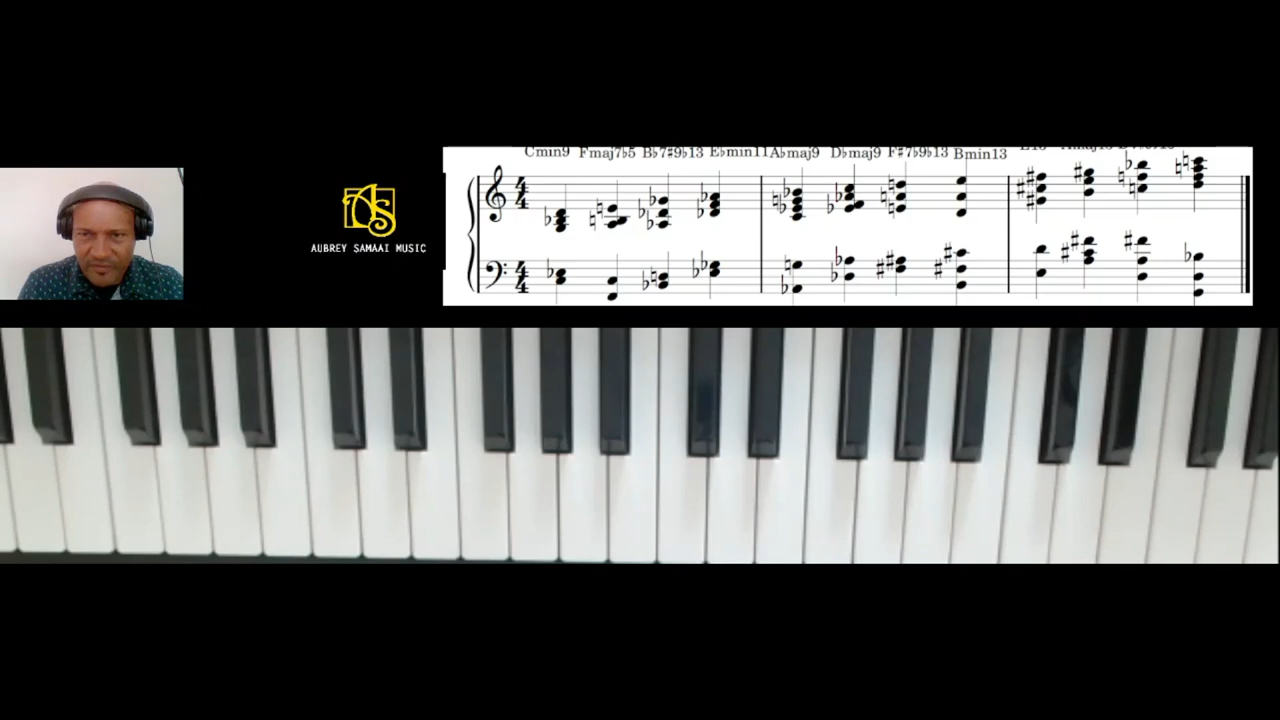 Cmin9 Fmaj7♭5 B♭7♯9♭13 E♭min11 A♭maj9 D♭maj9 F♯7♭9♭13 Bmin13
AUBREY SAMAAI MUSIC